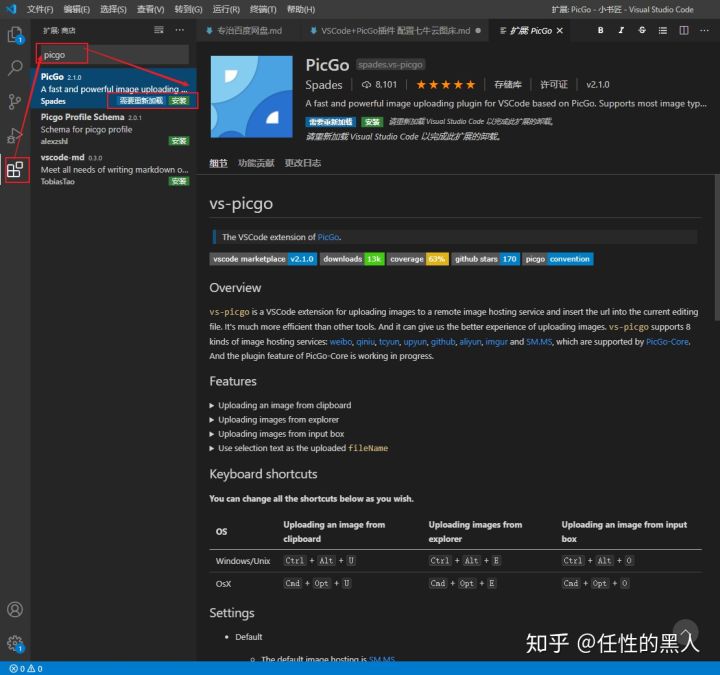 文件(F) 编辑(E) 选择(S) 查看(V) 转到(G) 运行(R) 终端(T) 帮助(H) 扩展: PicGo - 小书匠 - Visual Studio Code
扩展: 商店
专治百度网盘.md
VSCode+PicGo插件 配置七牛云图床.md
扩展: PicGo
picgo
PicGo 2.1.0
A fast and powerful image uploading ...
Spades 需要重新加载 安装
Picgo Profile Schema 2.0.1
Schema for picgo profile
alexzshl 安装
vscode-md 0.3.0
Meet all needs of writing markdown o...
TobiasTao 安装
PicGo spades.vs-picgo
Spades 8,101 ★★★★★ 存储库 许可证 v2.1.0
A fast and powerful image uploading plugin for VSCode based on PicGo. Supports most image typ...
需要重新加载 安装 请重新加载 Visual Studio Code 以完成此扩展的卸载。
请重新加载 Visual Studio Code 以完成此扩展的卸载。
细节 功能贡献 更改日志
vs-picgo
The VSCode extension of PicGo.
vscode marketplace v2.1.0 downloads 13k coverage 63% github stars 170 picgo convention
Overview
vs-picgo is a VSCode extension for uploading images to a remote image hosting service and insert the url into the current editing
file. It's much more efficient than other tools. And it can give us the better experience of uploading images. vs-picgo supports 8
kinds of image hosting services: weibo, qiniu, tcyun, upyun, github, aliyun, imgur and SM.MS, which are supported by PicGo-Core.
And the plugin feature of PicGo-Core is working in progress.
Features
Uploading an image from clipboard
Uploading images from explorer
Uploading images from input box
Use selection text as the uploaded fileName
Keyboard shortcuts
You can change all the shortcuts below as you wish.
OS Uploading an image from clipboard Uploading images from explorer Uploading an image from input box
Windows/Unix Ctrl + Alt + U Ctrl + Alt + E Ctrl + Alt + O
OsX Cmd + Opt + U Cmd + Opt + E Cmd + Opt + O
Settings
Default
The default image hosting is SM.MS
知乎 @任性的黑人
0 0